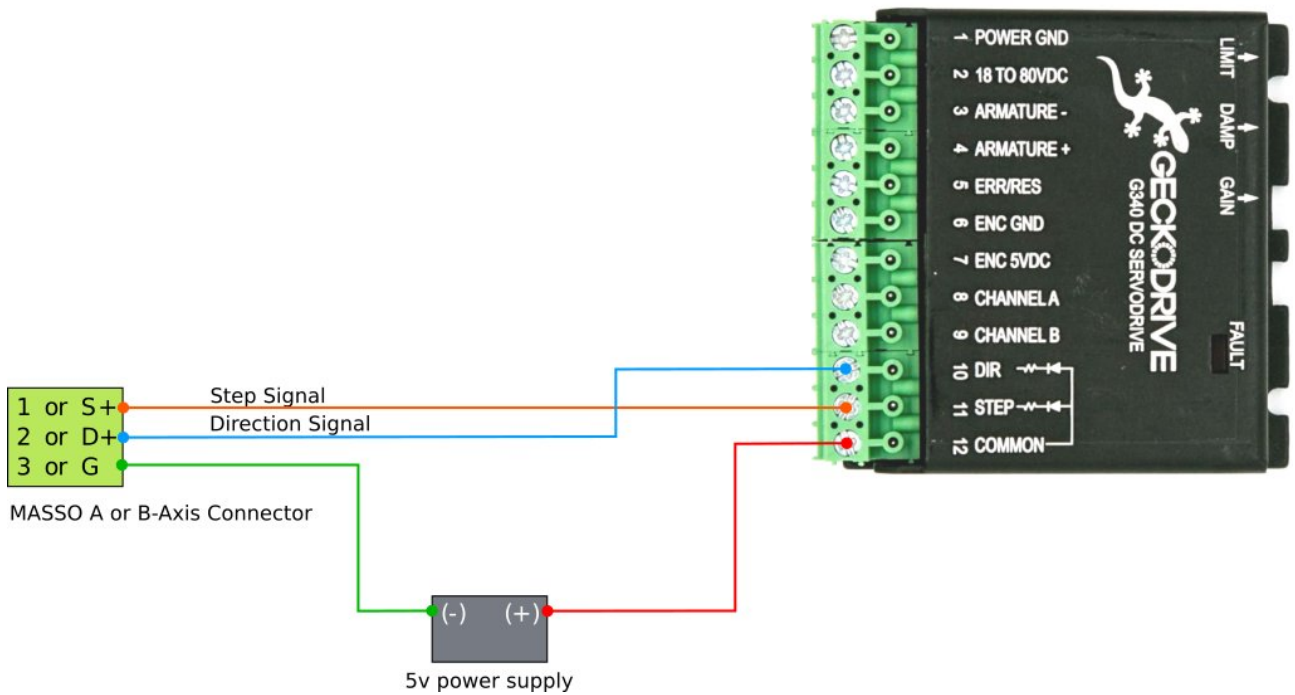 1 POWER GND
2 18 TO 80VDC
3 ARMATURE -
4 ARMATURE +
5 ERR/RES
6 ENC GND
7 ENC 5VDC
8 CHANNEL A
9 CHANNEL B
10 DIR
11 STEP
12 COMMON
LIMIT
DAMP
GAIN
GECKODRIVE
G340 DC SERVODRIVE
FAULT
Step Signal
Direction Signal
1 or S+
2 or D+
3 or G
MASSO A or B-Axis Connector
(-) (+)
5v power supply